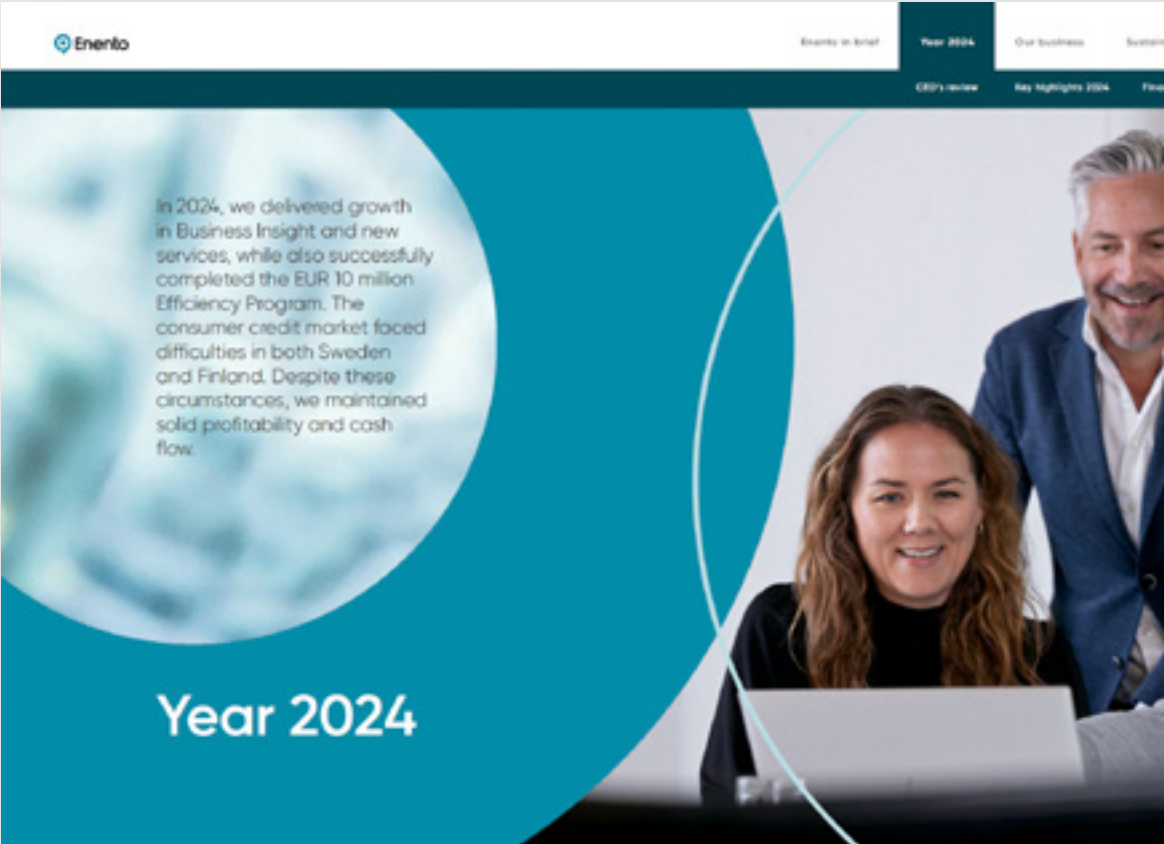 Enento
Enento in brief
Year 2024
Our business
CEO's review
Key highlights 2024
In 2024, we delivered growth
in Business Insight and new
services, while also successfully
completed the EUR 10 million
Efficiency Program. The
consumer credit market faced
difficulties in both Sweden
and Finland. Despite these
circumstances, we maintained
solid profitability and cash
flow.
Year 2024